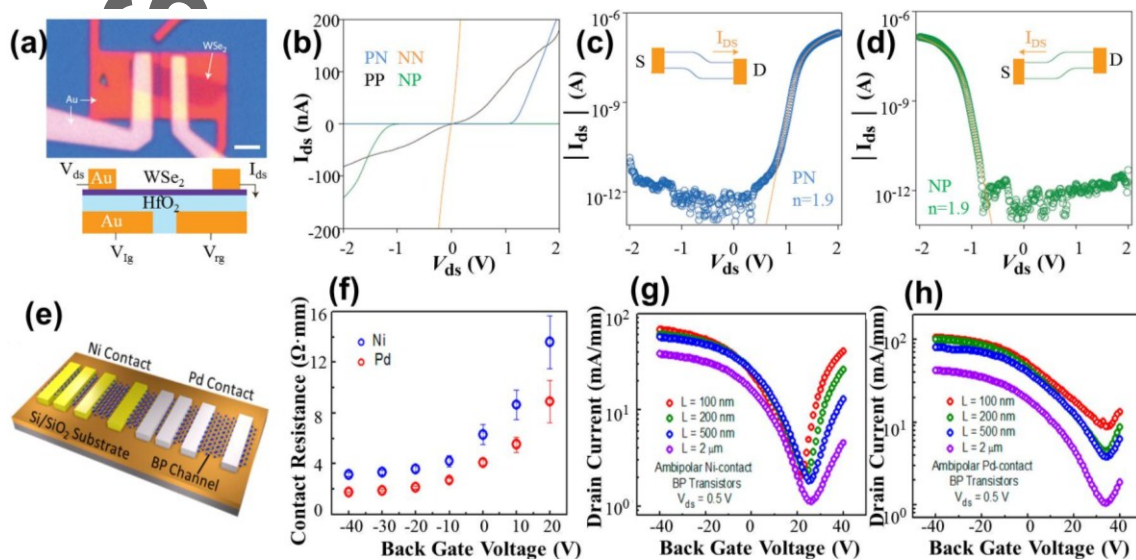 (a)
WSe2
Au
Vds
Au
WSe2
Ids
HfO2
Au
Vlg
Vrg
(b)
200
100
0
-100
-200
Ids (nA)
PN NN
PP NP
-2 -1 0 1 2
Vds (V)
(c)
10-6
10-9
10-12
| Ids | (A)
IDS
S
D
PN
n=1.9
-2 -1 0 1 2
Vds (V)
(d)
10-6
10-9
10-12
| Ids | (A)
IDS
S
D
NP
n=1.9
-2 -1 0 1 2
Vds (V)
(e)
Ni Contact
Pd Contact
Si/SiO2 Substrate
BP Channel
(f)
Contact Resistance (Ω·mm)
16
12
8
4
0
Ni
Pd
-40 -30 -20 -10 0 10 20
Back Gate Voltage (V)
(g)
Drain Current (mA/mm)
102
101
100
L = 100 nm
L = 200 nm
L = 500 nm
L = 2 μm
Ambipolar Ni-contact
BP Transistors
Vds = 0.5 V
-40 -20 0 20 40
Back Gate Voltage (V)
(h)
Drain Current (mA/mm)
102
101
100
L = 100 nm
L = 200 nm
L = 500 nm
L = 2 μm
Ambipolar Pd-contact
BP Transistors
Vds = 0.5 V
-40 -20 0 20 40
Back Gate Voltage (V)